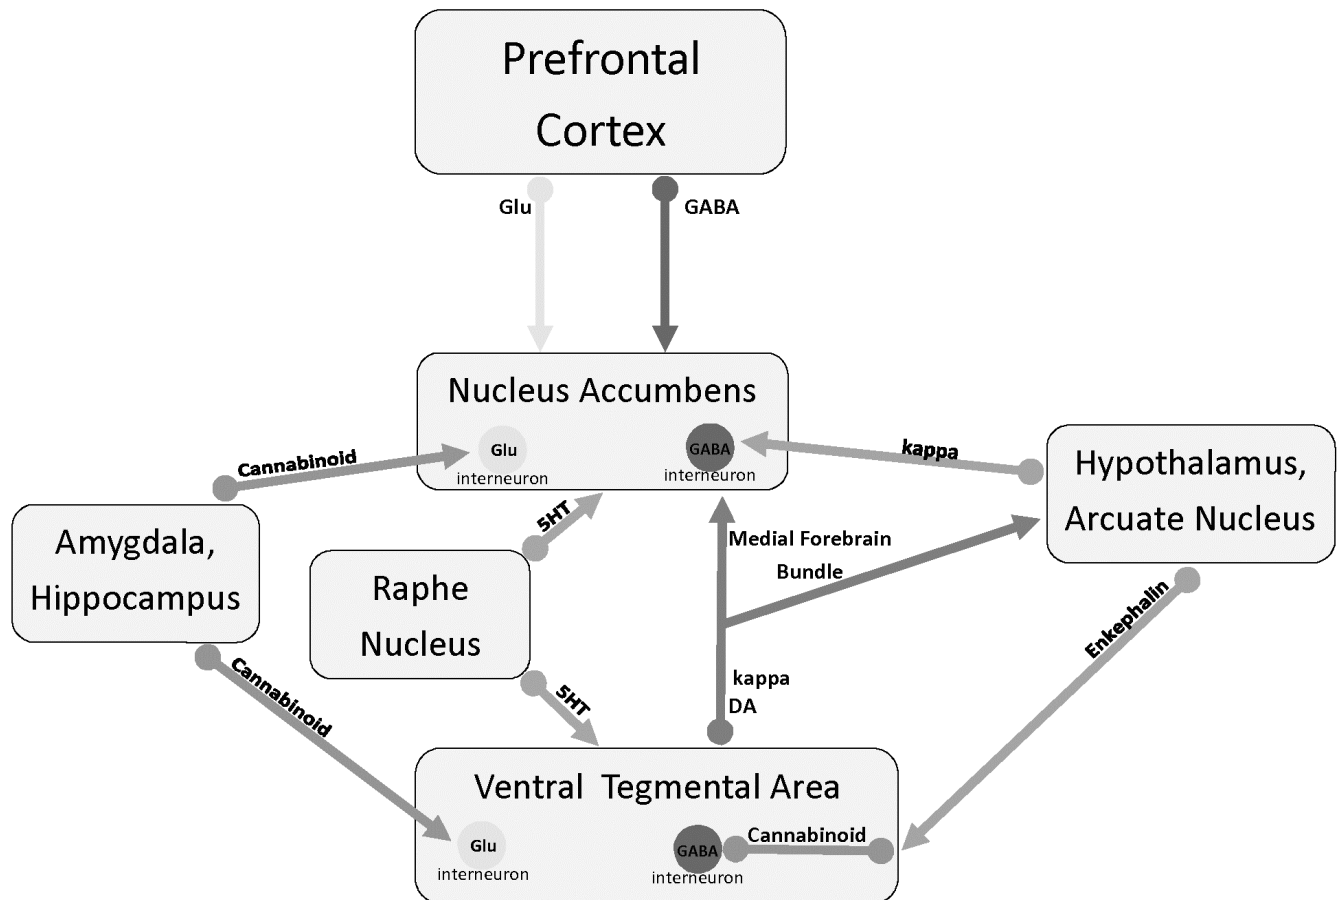 Prefrontal
Cortex
Glu
GABA
Nucleus Accumbens
Glu
interneuron
GABA
interneuron
Cannabinoid
kappa
Hypothalamus,
Arcuate Nucleus
Amygdala,
Hippocampus
5HT
Raphe
Nucleus
Medial Forebrain
Bundle
Enkephalin
Cannabinoid
5HT
kappa
DA
Ventral Tegmental Area
Glu
interneuron
GABA
interneuron
Cannabinoid